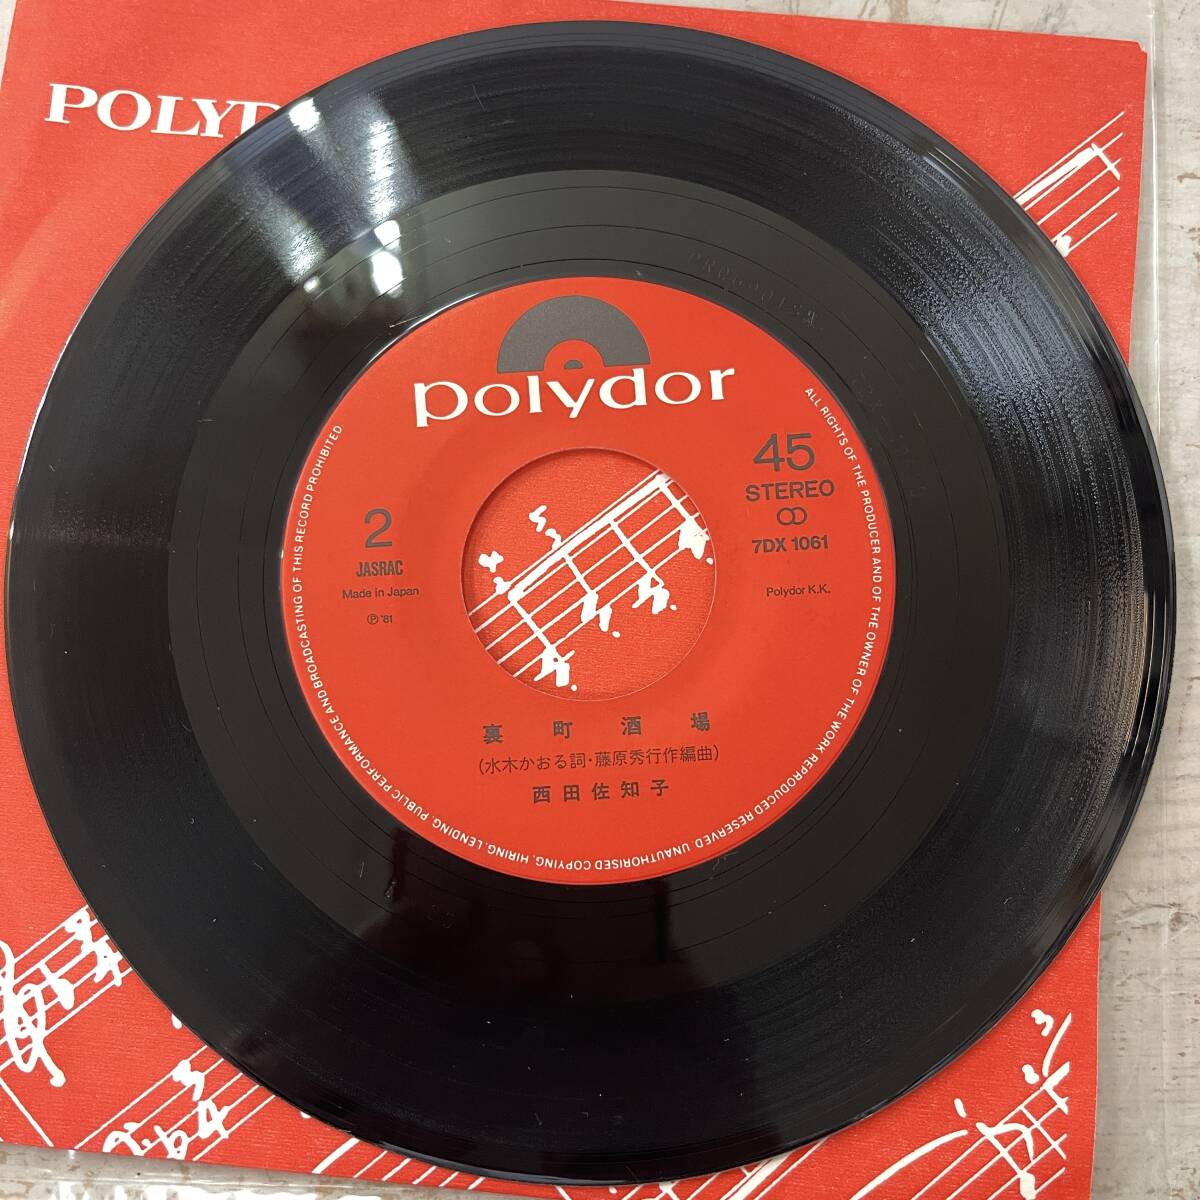 POLYD
polydor
45
STEREO
7DX 1061
Polydor K.K.
2
JASRAC
Made in Japan
Ⓟ '81
裏町酒場
(水木かおる詞・藤原秀行作編曲)
西田佐知子
ALL RIGHTS OF THE PRODUCER AND OF THE OWNER OF THE WORK REPRODUCED RESERVED UNAUTHORISED COPYING, HIRING, LENDING, PUBLIC PERFORMANCE AND BROADCASTING OF THIS RECORD PROHIBITED